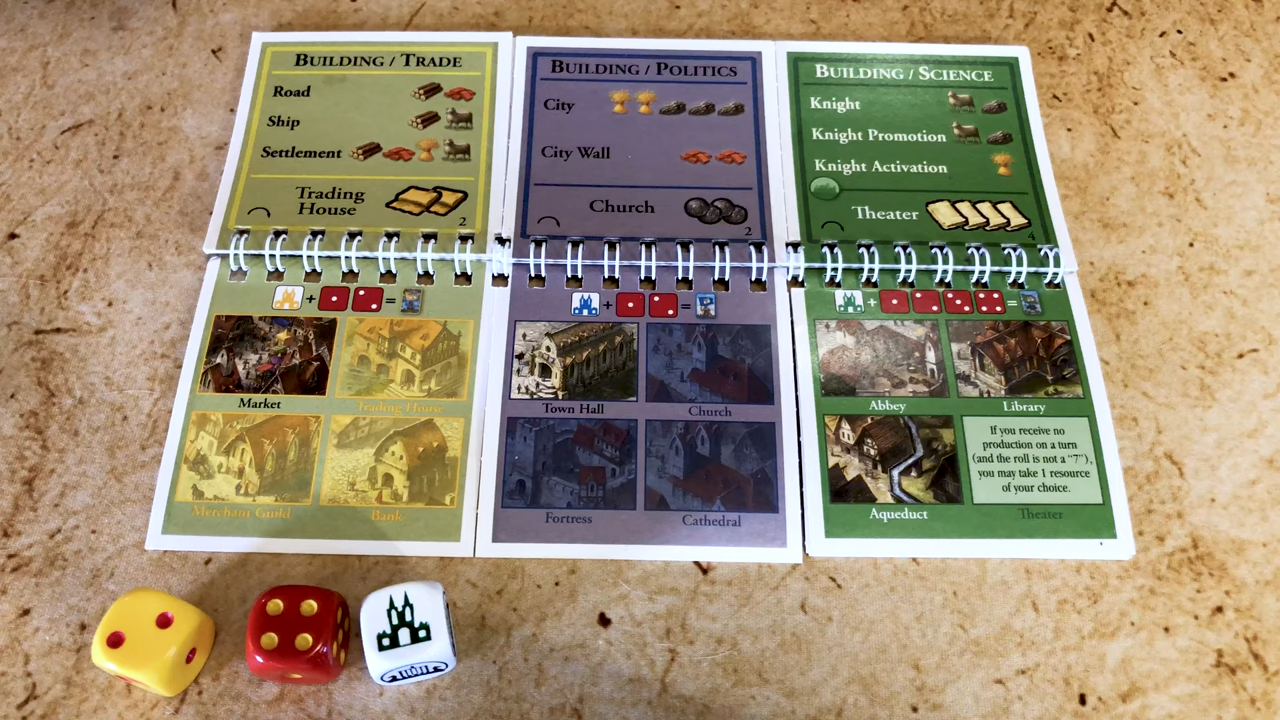 BUILDING / TRADE
Road
Ship
Settlement
Trading
House
2
Market
Trading House
Merchant Guild
Bank
BUILDING / POLITICS
City
City Wall
Church
2
Town Hall
Church
Fortress
Cathedral
BUILDING / SCIENCE
Knight
Knight Promotion
Knight Activation
Theater
4
Abbey
Library
Aqueduct
If you receive no
production on a turn
(and the roll is not a “7”),
you may take 1 resource
of your choice.
Theater